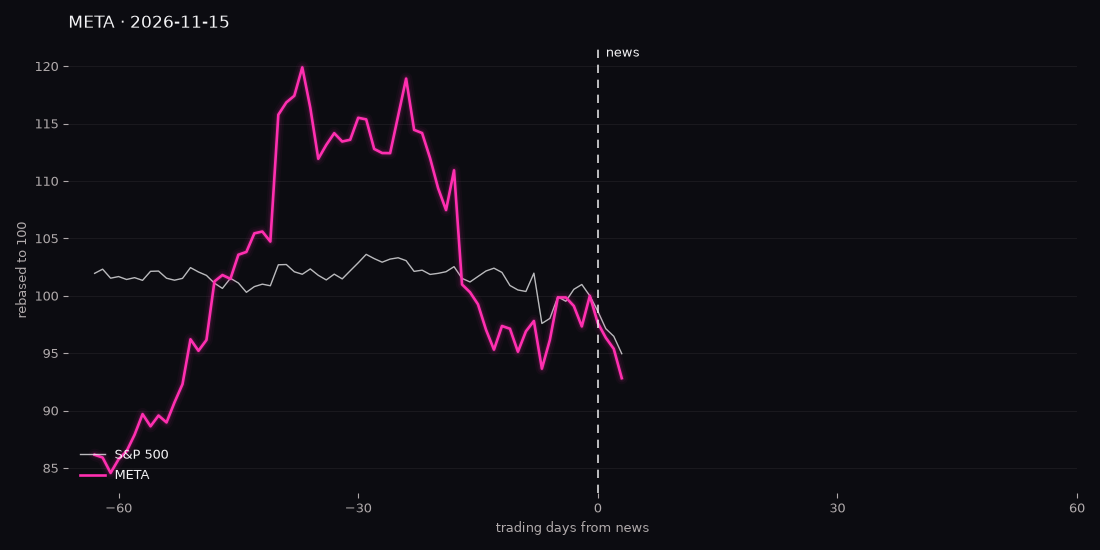 META · 2026-11-15
news
120
115
110
105
100
95
90
85
rebased to 100
S&P 500
META
−60
−30
0
30
60
trading days from news